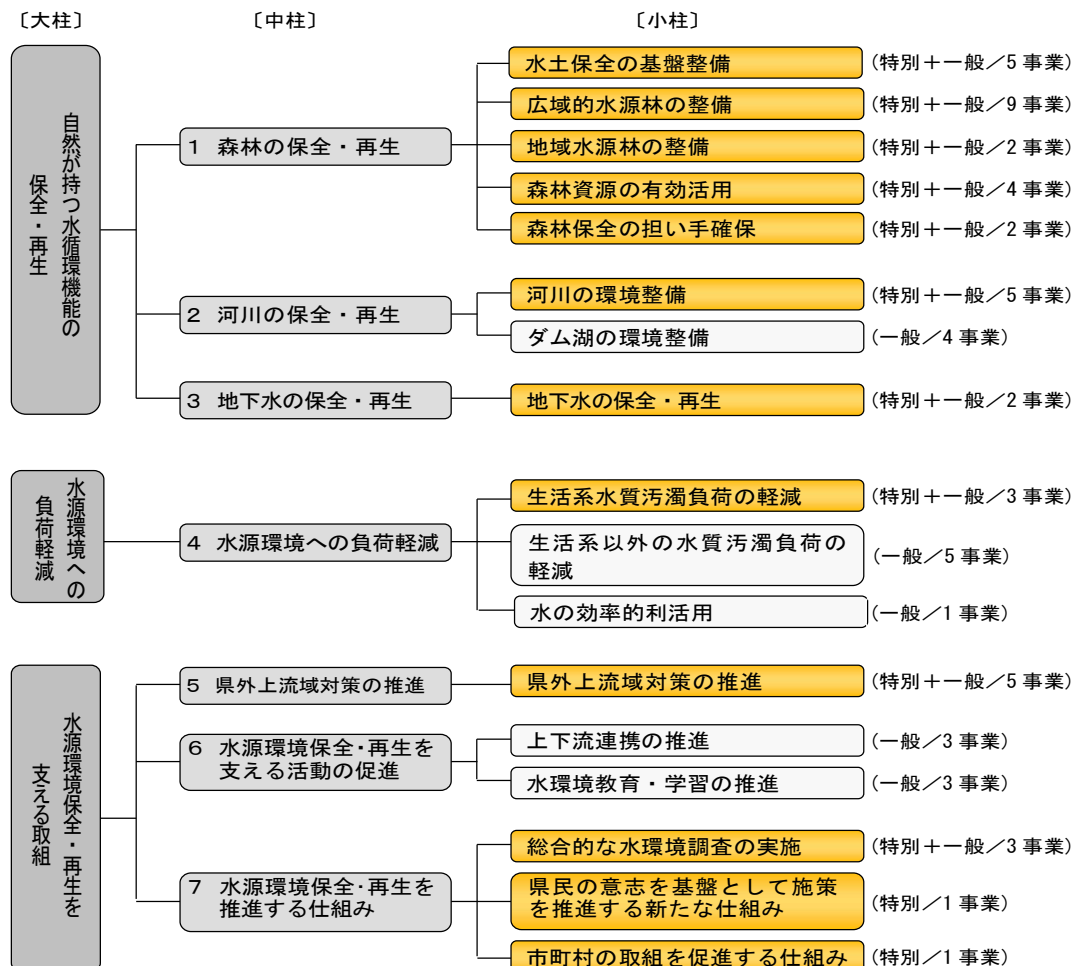 〔大柱〕
〔中柱〕
〔小柱〕
自然が持つ水循環機能の
保全・再生
1 森林の保全・再生
水土保全の基盤整備
(特別＋一般／5 事業)
広域的水源林の整備
(特別＋一般／9 事業)
地域水源林の整備
(特別＋一般／2 事業)
森林資源の有効活用
(特別＋一般／4 事業)
森林保全の担い手確保
(特別＋一般／2 事業)
2 河川の保全・再生
河川の環境整備
(特別＋一般／5 事業)
ダム湖の環境整備
(一般／4 事業)
3 地下水の保全・再生
地下水の保全・再生
(特別＋一般／2 事業)
水源環境への
負荷軽減
4 水源環境への負荷軽減
生活系水質汚濁負荷の軽減
(特別＋一般／3 事業)
生活系以外の水質汚濁負荷の
軽減
(一般／5 事業)
水の効率的利活用
(一般／1 事業)
水源環境保全・再生を
支える取組
5 県外上流域対策の推進
県外上流域対策の推進
(特別＋一般／5 事業)
6 水源環境保全・再生を
支える活動の促進
上下流連携の推進
(一般／3 事業)
水環境教育・学習の推進
(一般／3 事業)
7 水源環境保全・再生を
推進する仕組み
総合的な水環境調査の実施
(特別＋一般／3 事業)
県民の意志を基盤として施策
を推進する新たな仕組み
(特別／1 事業)
市町村の取組を促進する仕組み
(特別／1 事業)